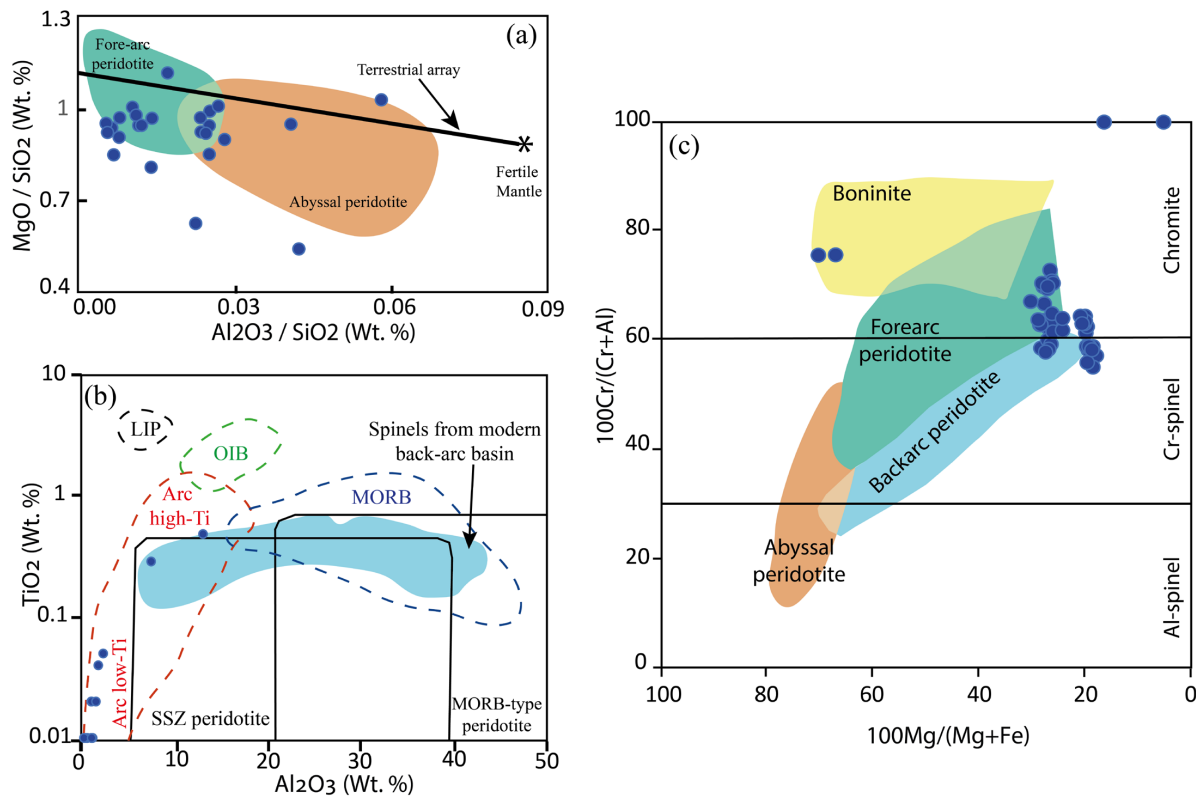 (a)
1.3
1
0.7
0.4
MgO / SiO2 (Wt. %)
Fore-arc
peridotite
Terrestrial array
Abyssal peridotite
Fertile
Mantle
0.00
0.03
0.06
0.09
Al2O3 / SiO2 (Wt. %)
(b)
10
1
0.1
0.01
TiO2 (Wt. %)
LIP
OIB
Arc
high-Ti
MORB
Spinels from modern
back-arc basin
Arc low-Ti
SSZ peridotite
MORB-type
peridotite
0
10
20
30
40
50
Al2O3 (Wt. %)
(c)
100
80
60
40
20
0
100Cr/(Cr+Al)
Boninite
Forearc
peridotite
Backarc peridotite
Abyssal
peridotite
Chromite
Cr-spinel
Al-spinel
100
80
60
40
20
0
100Mg/(Mg+Fe)